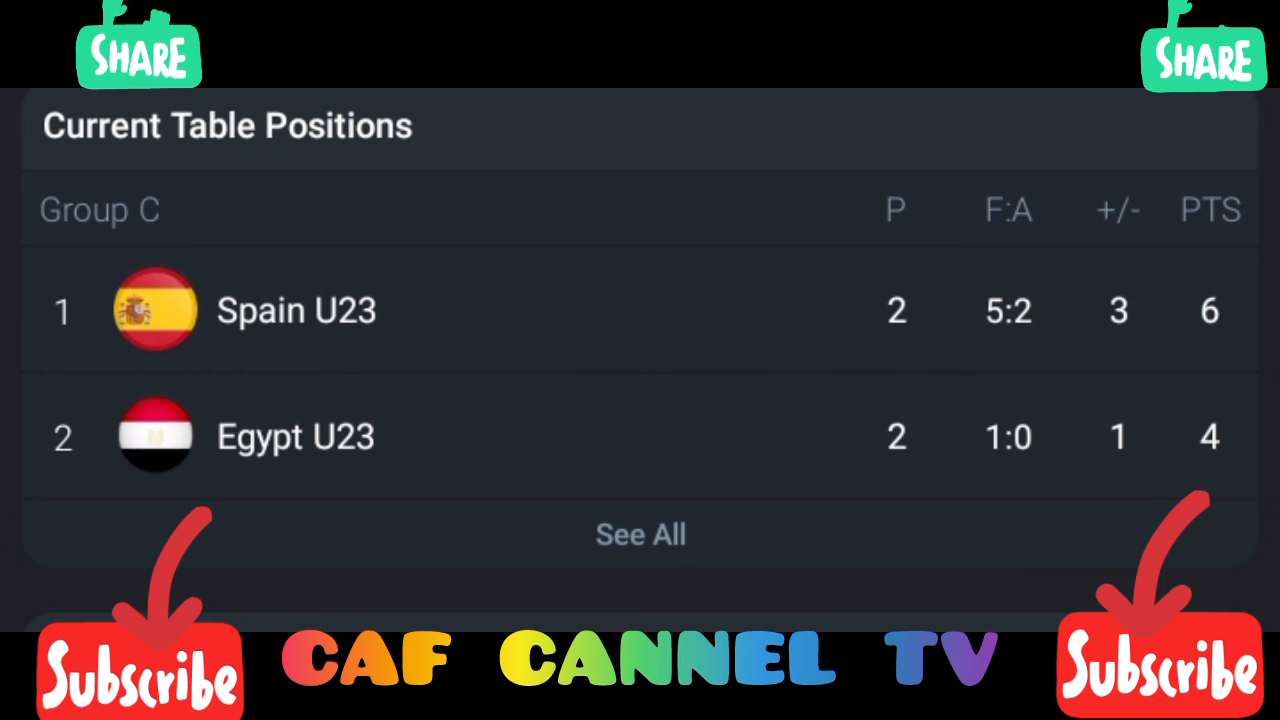 SHARE SHARE
Current Table Positions
Group C P F:A +/- PTS
1 Spain U23 2 5:2 3 6
2 Egypt U23 2 1:0 1 4
See All
Subscribe CAF CANNEL TV Subscribe